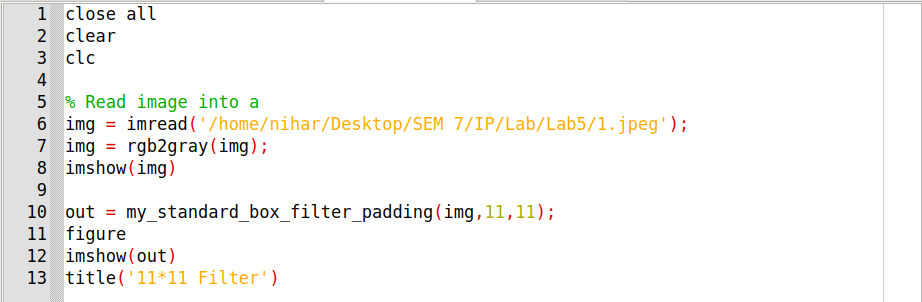 1 close all
2 clear
3 clc
4
5 % Read image into a
6 img = imread('/home/nihar/Desktop/SEM 7/IP/Lab/Lab5/1.jpeg');
7 img = rgb2gray(img);
8 imshow(img)
9
10 out = my_standard_box_filter_padding(img,11,11);
11 figure
12 imshow(out)
13 title('11*11 Filter')